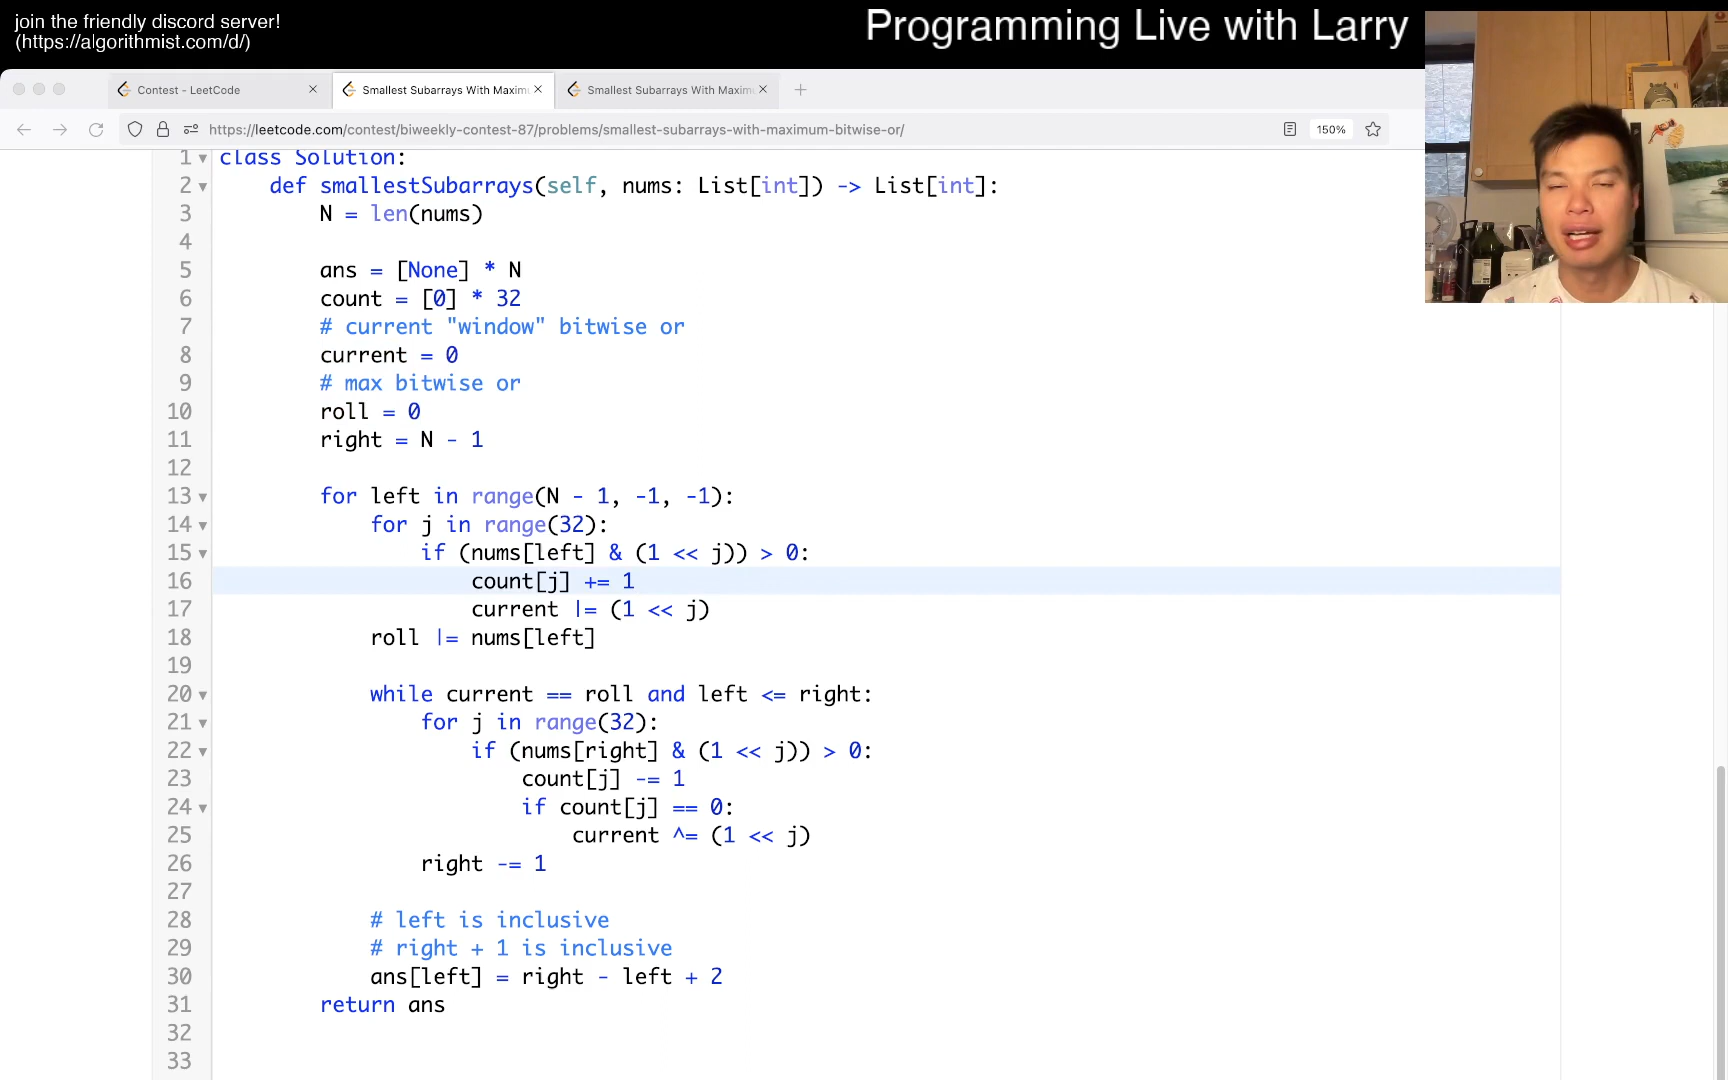 join the friendly discord server!
(https://algorithmist.com/d/)
Programming Live with Larry
Contest - LeetCode
Smallest Subarrays With Maxim
Smallest Subarrays With Maxim
https://leetcode.com/contest/biweekly-contest-87/problems/smallest-subarrays-with-maximum-bitwise-or/
150%
1 class Solution:
2     def smallestSubarrays(self, nums: List[int]) -> List[int]:
3         N = len(nums)
4
5         ans = [None] * N
6         count = [0] * 32
7         # current "window" bitwise or
8         current = 0
9         # max bitwise or
10         roll = 0
11         right = N - 1
12
13         for left in range(N - 1, -1, -1):
14             for j in range(32):
15                 if (nums[left] & (1 << j)) > 0:
16                     count[j] += 1
17                     current |= (1 << j)
18             roll |= nums[left]
19
20             while current == roll and left <= right:
21                 for j in range(32):
22                     if (nums[right] & (1 << j)) > 0:
23                         count[j] -= 1
24                         if count[j] == 0:
25                             current ^= (1 << j)
26                 right -= 1
27
28             # left is inclusive
29             # right + 1 is inclusive
30             ans[left] = right - left + 2
31         return ans
32
33